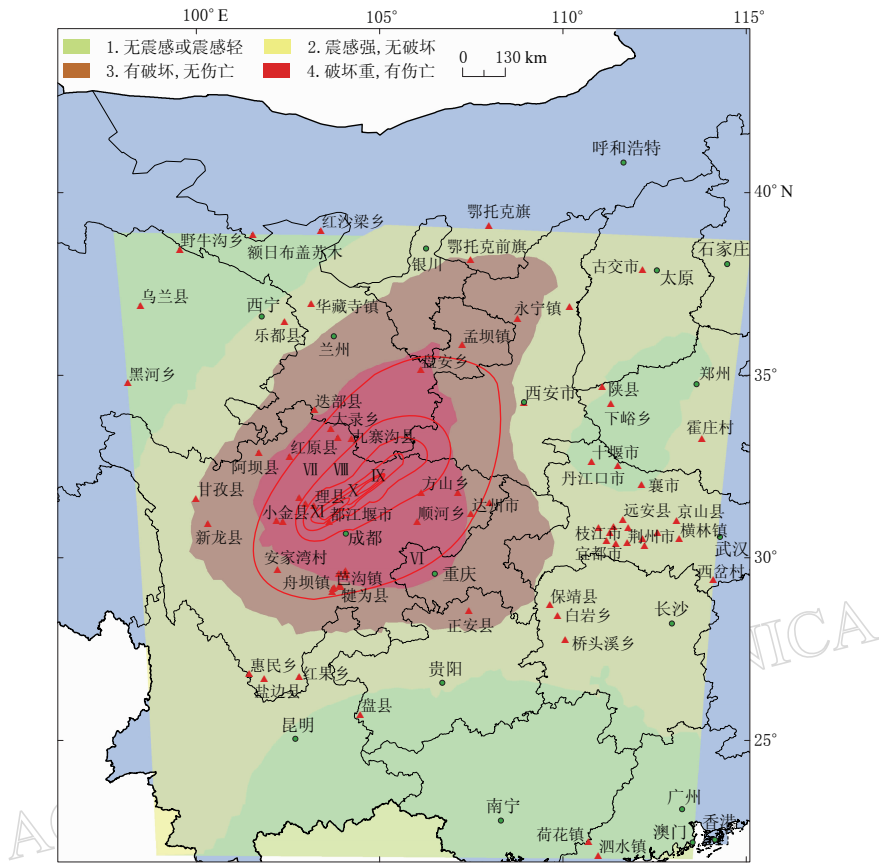 100° E
105°
110°
115°
1. 无震感或震感轻
2. 震感强, 无破坏
3. 有破坏, 无伤亡
4. 破坏重, 有伤亡
0 130 km
呼和浩特
40° N
鄂托克旗
红沙梁乡
野牛沟乡
额日布盖苏木
鄂托克前旗
银川
石家庄
古交市
太原
乌兰县
西宁
华藏寺镇
永宁镇
乐都县
兰州
孟坝镇
盘安乡
35°
黑河乡
郑州
陕县
西安市
迭部县
下峪乡
大录乡
霍庄村
九寨沟县
红原县
阿坝县
十堰市
丹江口市
Ⅶ
Ⅷ
Ⅸ
甘孜县
Ⅹ
方山乡
襄市
理县
达州市
远安县
京山县
小金县
Ⅺ
都江堰市
顺河乡
新龙县
枝江市
荆州市
横林镇
成都
宜都市
武汉
30°
安家湾村
Ⅵ
重庆
西岔村
舟坝镇
芭沟镇
犍为县
保靖县
长沙
正安县
白岩乡
桥头溪乡
NICA
惠民乡
红果乡
贵阳
盐边县
盘县
昆明
25°
广州
南宁
香港
荷花镇
澳门
泗水镇
AC